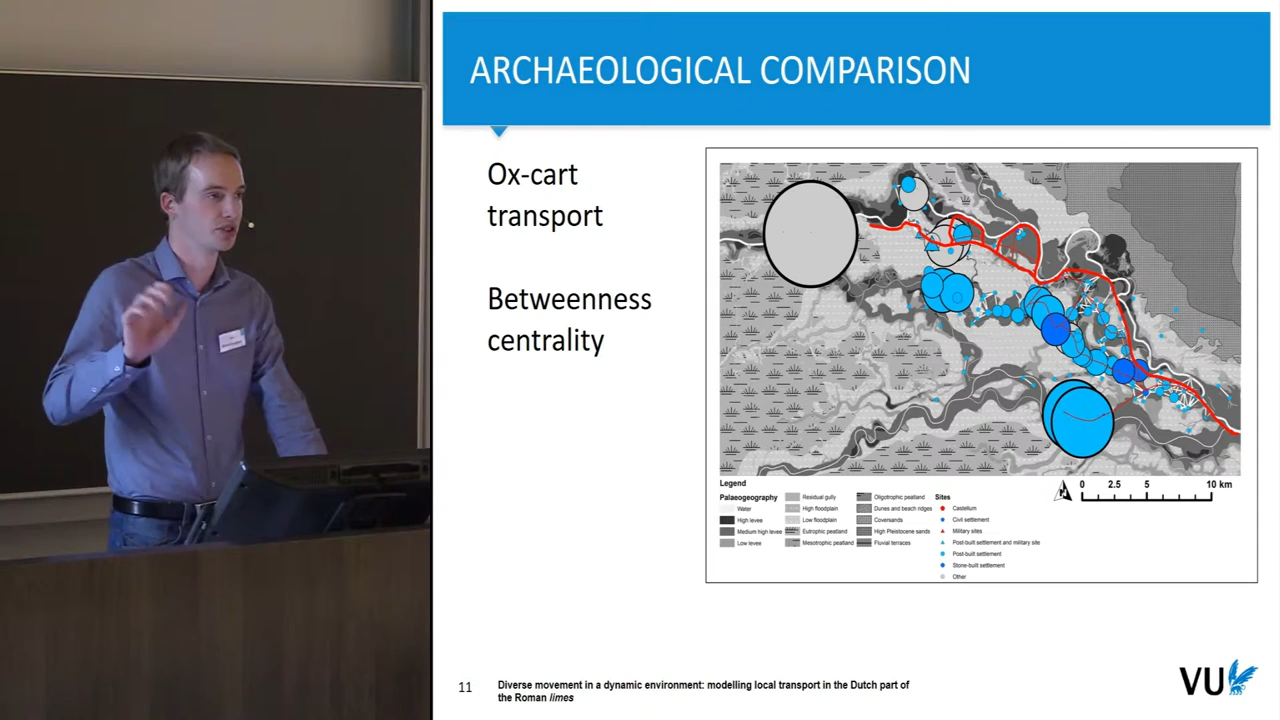 ARCHAEOLOGICAL COMPARISON
Ox-cart
transport
Betweenness
centrality
0 2.5 5 10 km
Legend
Palaeogeography
Water
High levee
Medium high levee
Low levee
Residual gully
High floodplain
Low floodplain
Eutrophic peatland
Mesotrophic peatland
Oligotrophic peatland
Dunes and beach ridges
Coversands
High Pleistocene sands
Fluvial terraces
Sites
Castellum
Civil settlement
Military sites
Post-built settlement and military site
Post-built settlement
Stone-built settlement
Other
11
Diverse movement in a dynamic environment: modelling local transport in the Dutch part of
the Roman limes
VU